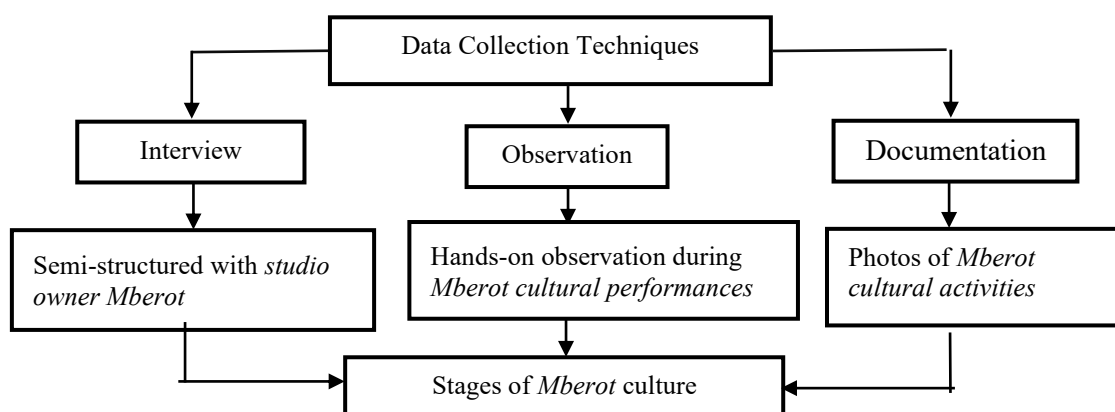 Data Collection Techniques
Interview
Observation
Documentation
Semi-structured with studio
owner Mberot
Hands-on observation during
Mberot cultural performances
Photos of Mberot
cultural activities
Stages of Mberot culture